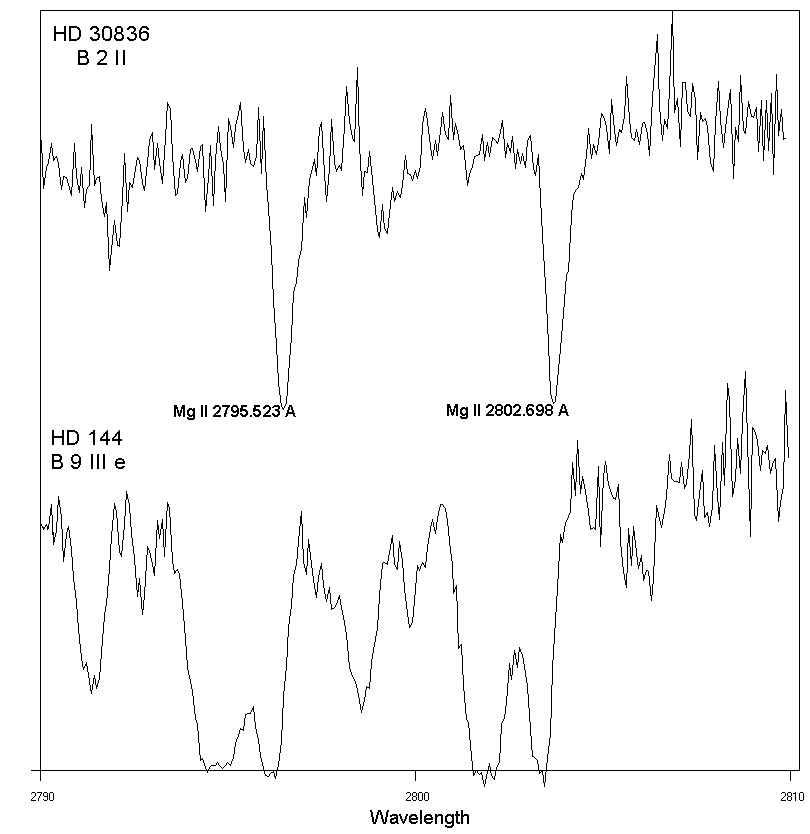 HD 30836
B 2 II
Mg II 2795.523 A
Mg II 2802.698 A
HD 144
B 9 III e
2790
2800
2810
Wavelength